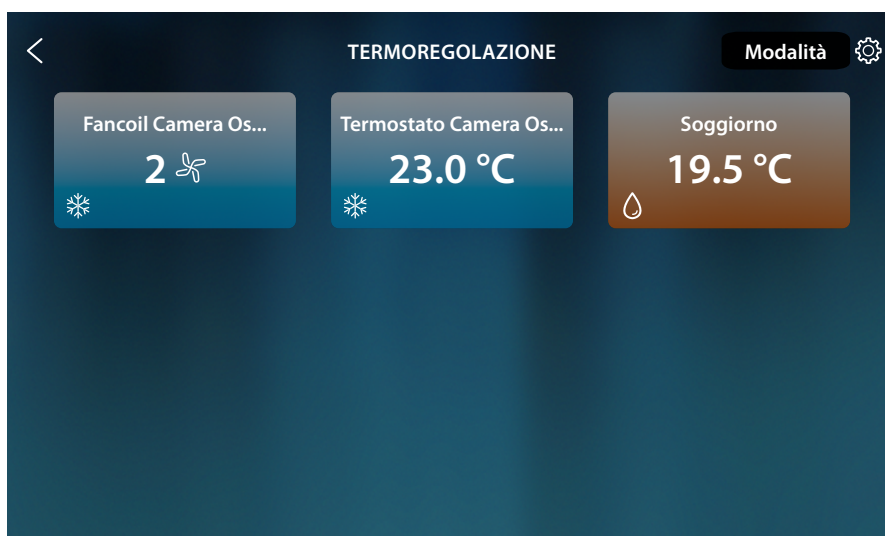 TERMOREGOLAZIONE
Modalità
Fancoil Camera Os...
2
Termostato Camera Os...
23.0 °C
Soggiorno
19.5 °C